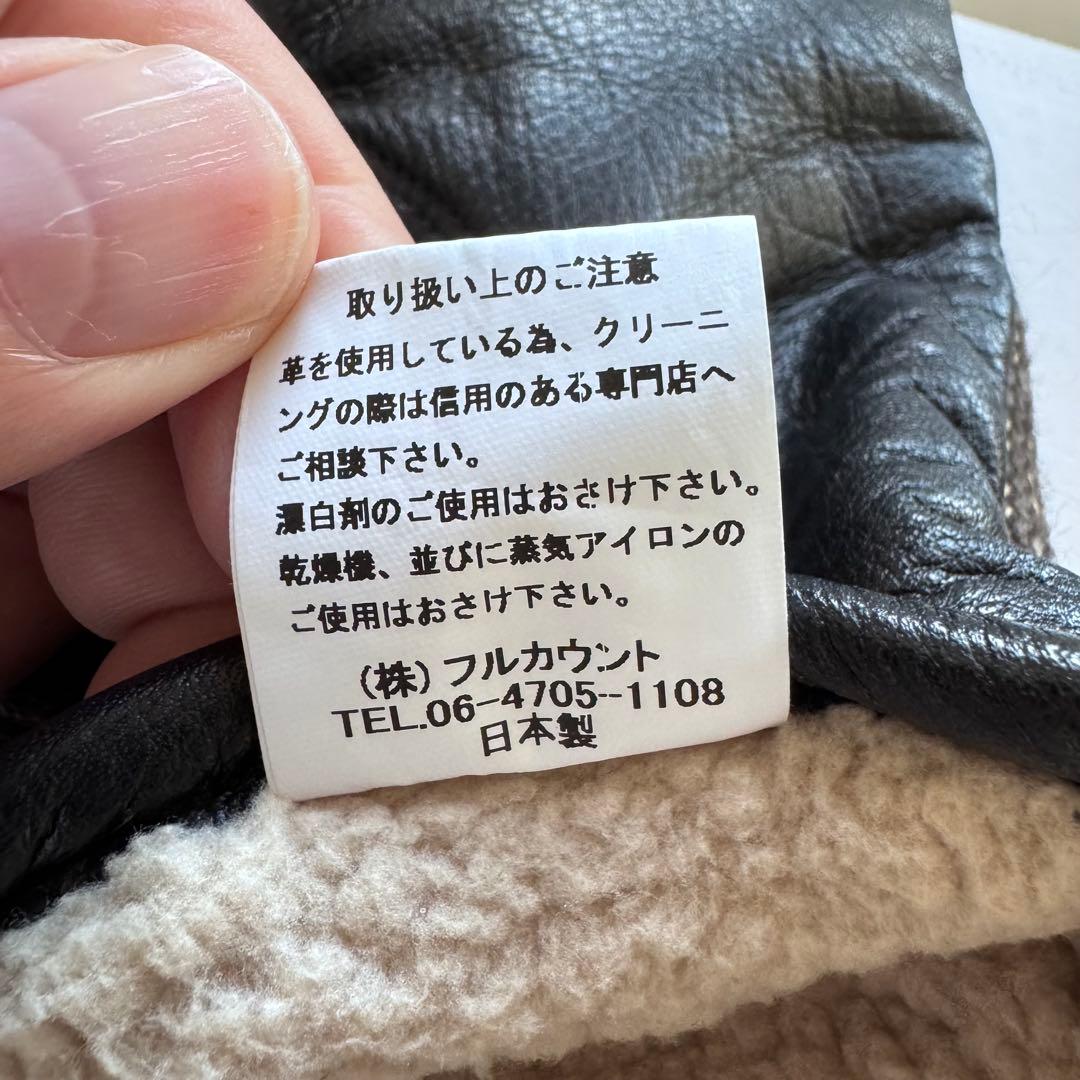 取り扱い上のご注意
革を使用している為、クリーニ
ングの際は信用のある専門店へ
ご相談下さい。
漂白剤のご使用はおさけ下さい。
乾燥機、並びに蒸気アイロンの
ご使用はおさけ下さい。
(株)フルカウント
TEL.06-4705-1108
日本製